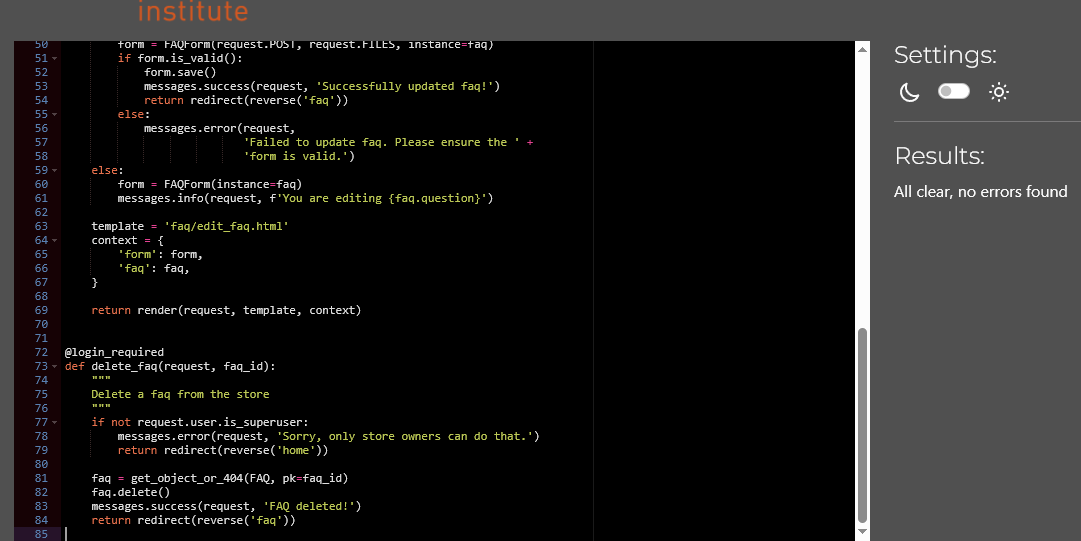 institute
50 form = FAQForm(request.POST, request.FILES, instance=faq)
51 if form.is_valid():
52 form.save()
53 messages.success(request, 'Successfully updated faq!')
54 return redirect(reverse('faq'))
55 else:
56 messages.error(request,
57 'Failed to update faq. Please ensure the ' +
58 'form is valid.')
59 else:
60 form = FAQForm(instance=faq)
61 messages.info(request, f'You are editing {faq.question}')
62
63 template = 'faq/edit_faq.html'
64 context = {
65 'form': form,
66 'faq': faq,
67 }
68
69 return render(request, template, context)
70
71
72 @login_required
73 def delete_faq(request, faq_id):
74 """
75 Delete a faq from the store
76 """
77 if not request.user.is_superuser:
78 messages.error(request, 'Sorry, only store owners can do that.')
79 return redirect(reverse('home'))
80
81 faq = get_object_or_404(FAQ, pk=faq_id)
82 faq.delete()
83 messages.success(request, 'FAQ deleted!')
84 return redirect(reverse('faq'))
85
Settings:
Results:
All clear, no errors found